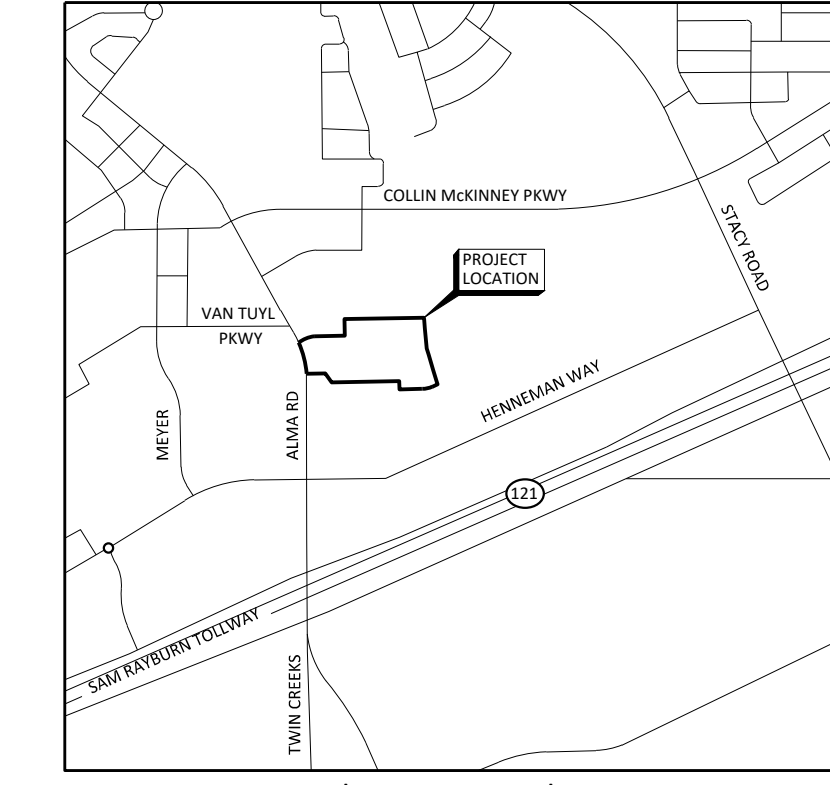 COLLIN McKINNEY PKWY
STACY ROAD
PROJECT
LOCATION
VAN TUYL
PKWY
HENNEMAN WAY
MEYER
ALMA RD
121
SAM RAYBURN TOLLWAY
TWIN CREEKS